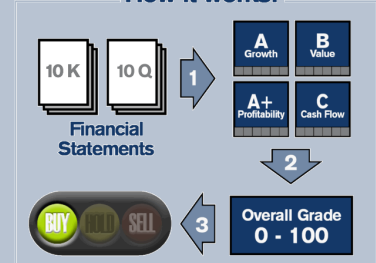 How it works:
10 K
10 Q
1
A
Growth
B
Value
A+
Profitability
C
Cash Flow
Financial
Statements
2
BUY
HOLD
SELL
3
Overall Grade
0 - 100